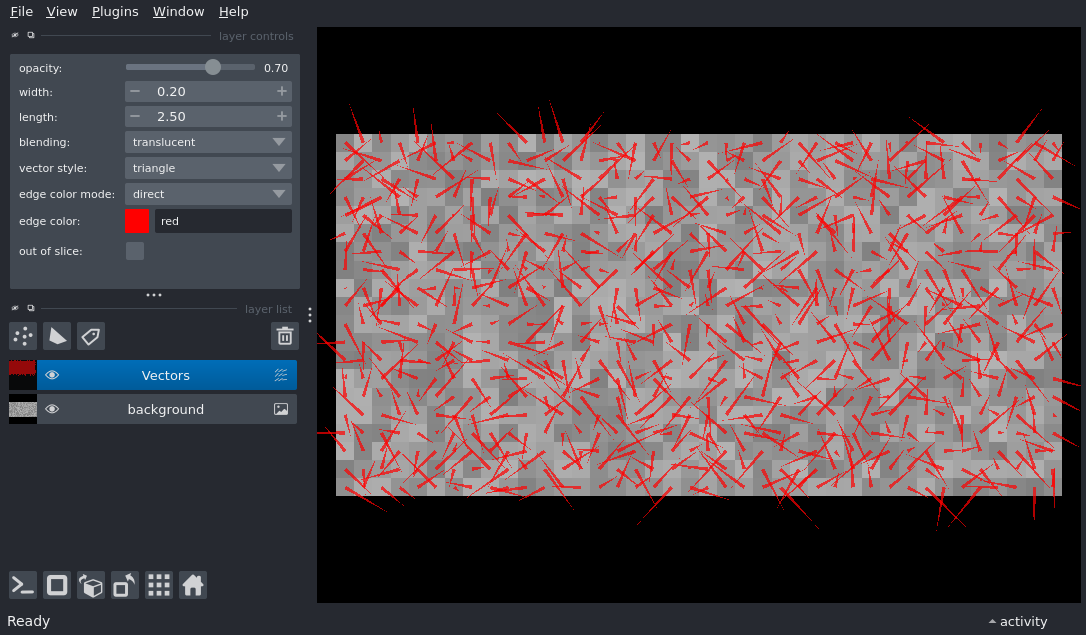 File View Plugins Window Help
layer controls
opacity: 0.70
width: 0.20
length: 2.50
blending: translucent
vector style: triangle
edge color mode: direct
edge color: red
out of slice:
layer list
Vectors
background
Ready
activity